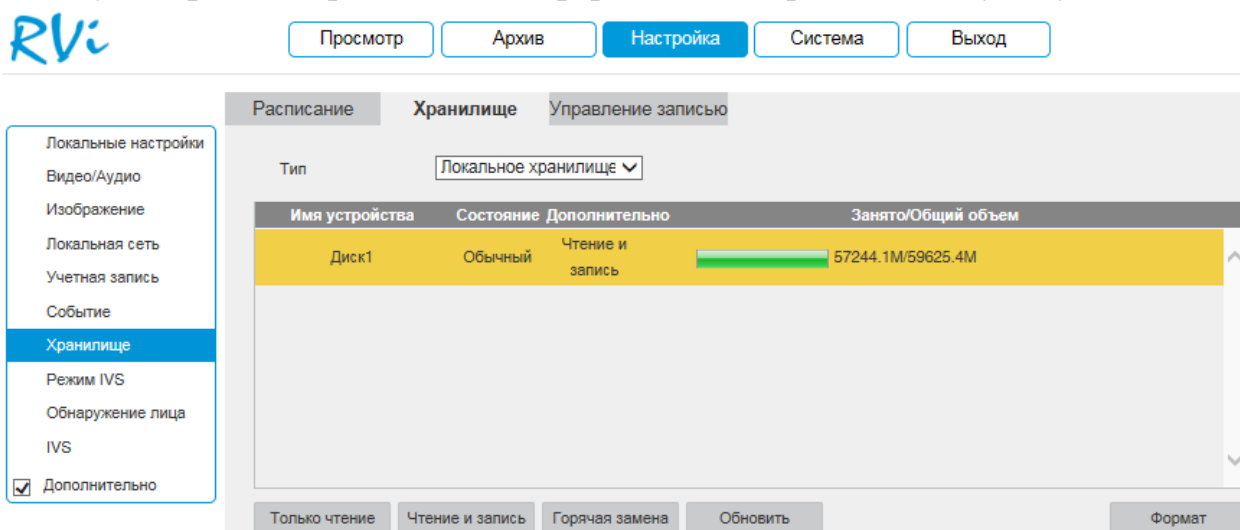 RVi
Просмотр Архив Настройка Система Выход
Расписание Хранилище Управление записью
Локальные настройки
Видео/Аудио
Изображение
Локальная сеть
Учетная запись
Событие
Хранилище
Режим IVS
Обнаружение лица
IVS
Дополнительно
Тип Локальное хранилище
Имя устройства Состояние Дополнительно Занято/Общий объем
Диск1 Обычный Чтение и запись 57244.1M/59625.4M
Только чтение Чтение и запись Горячая замена Обновить Формат